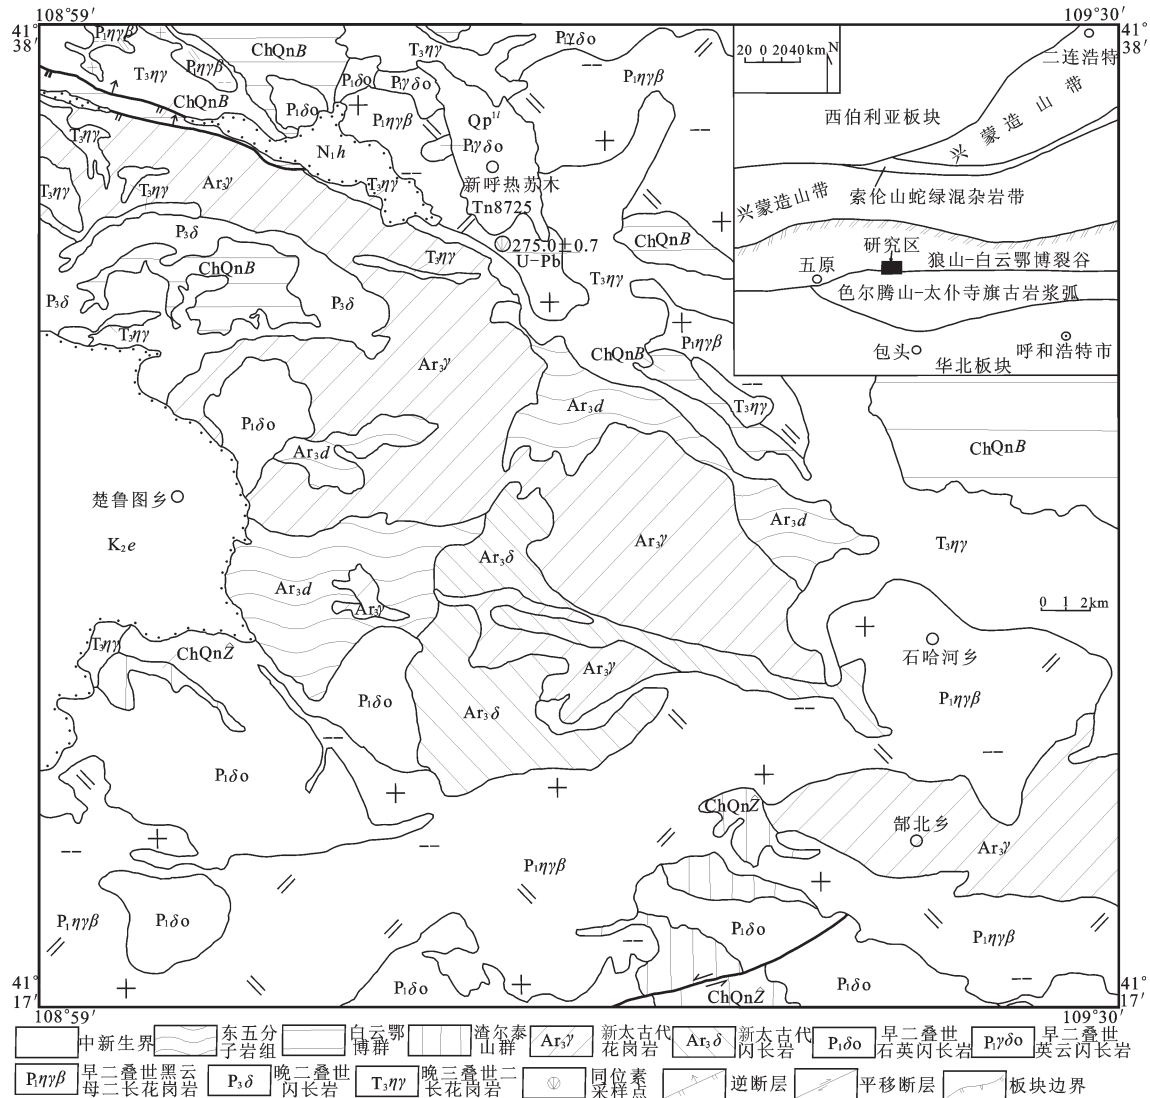 108°59′
109°30′
41°
38′
41°
38′
P₁ηγβ
ChQnB
T₃ηγ
P₁γδo
T₃ηγ
P₁ηγβ
P₁δo
P₁γδo
P₁ηγβ
ChQnB
P₁δo
P₁ηγβ
Qp
P₁γδo
T₃ηγ
N₁h
新呼热苏木
Tn8725
T₃ηγ
T₃ηγ
Ar₃γ
T₃ηγ
P₃δ
275.0±0.7
U-Pb
ChQnB
ChQnB
T₃ηγ
T₃ηγ
P₃δ
P₃δ
T₃ηγ
P₁ηγβ
ChQnB
Ar₃γ
T₃ηγ
Ar₃d
P₁δo
Ar₃d
ChQnB
楚鲁图乡
K₂e
Ar₃d
Ar₃γ
T₃ηγ
Ar₃δ
Ar₃d
Ar₃γ
0 1 2km
T₃ηγ
ChQnẐ
石哈河乡
Ar₃γ
P₁ηγβ
P₁δo
Ar₃δ
P₁δo
ChQnẐ
郜北乡
Ar₃γ
P₁ηγβ
P₁ηγβ
P₁δo
P₁δo
P₁ηγβ
P₁δo
P₁δo
ChQnẐ
20 0 2040km
N
二连浩特
西伯利亚板块
兴蒙造山带
索伦山蛇绿混杂岩带
兴蒙造山带
研究区
狼山-白云鄂博裂谷
五原
色尔腾山-太仆寺旗古岩浆弧
包头
呼和浩特市
华北板块
41°
17′
41°
17′
108°59′
109°30′
中新生界
东五分
子岩组
白云鄂
博群
渣尔泰
山群
Ar₃γ
新太古代
花岗岩
Ar₃δ
新太古代
闪长岩
P₁δo
早二叠世
石英闪长岩
P₁γδo
早二叠世
英云闪长岩
P₁ηγβ
早二叠世黑云
母二长花岗岩
P₃δ
晚二叠世
闪长岩
T₃ηγ
晚三叠世二
长花岗岩
同位素
采样点
逆断层
平移断层
板块边界